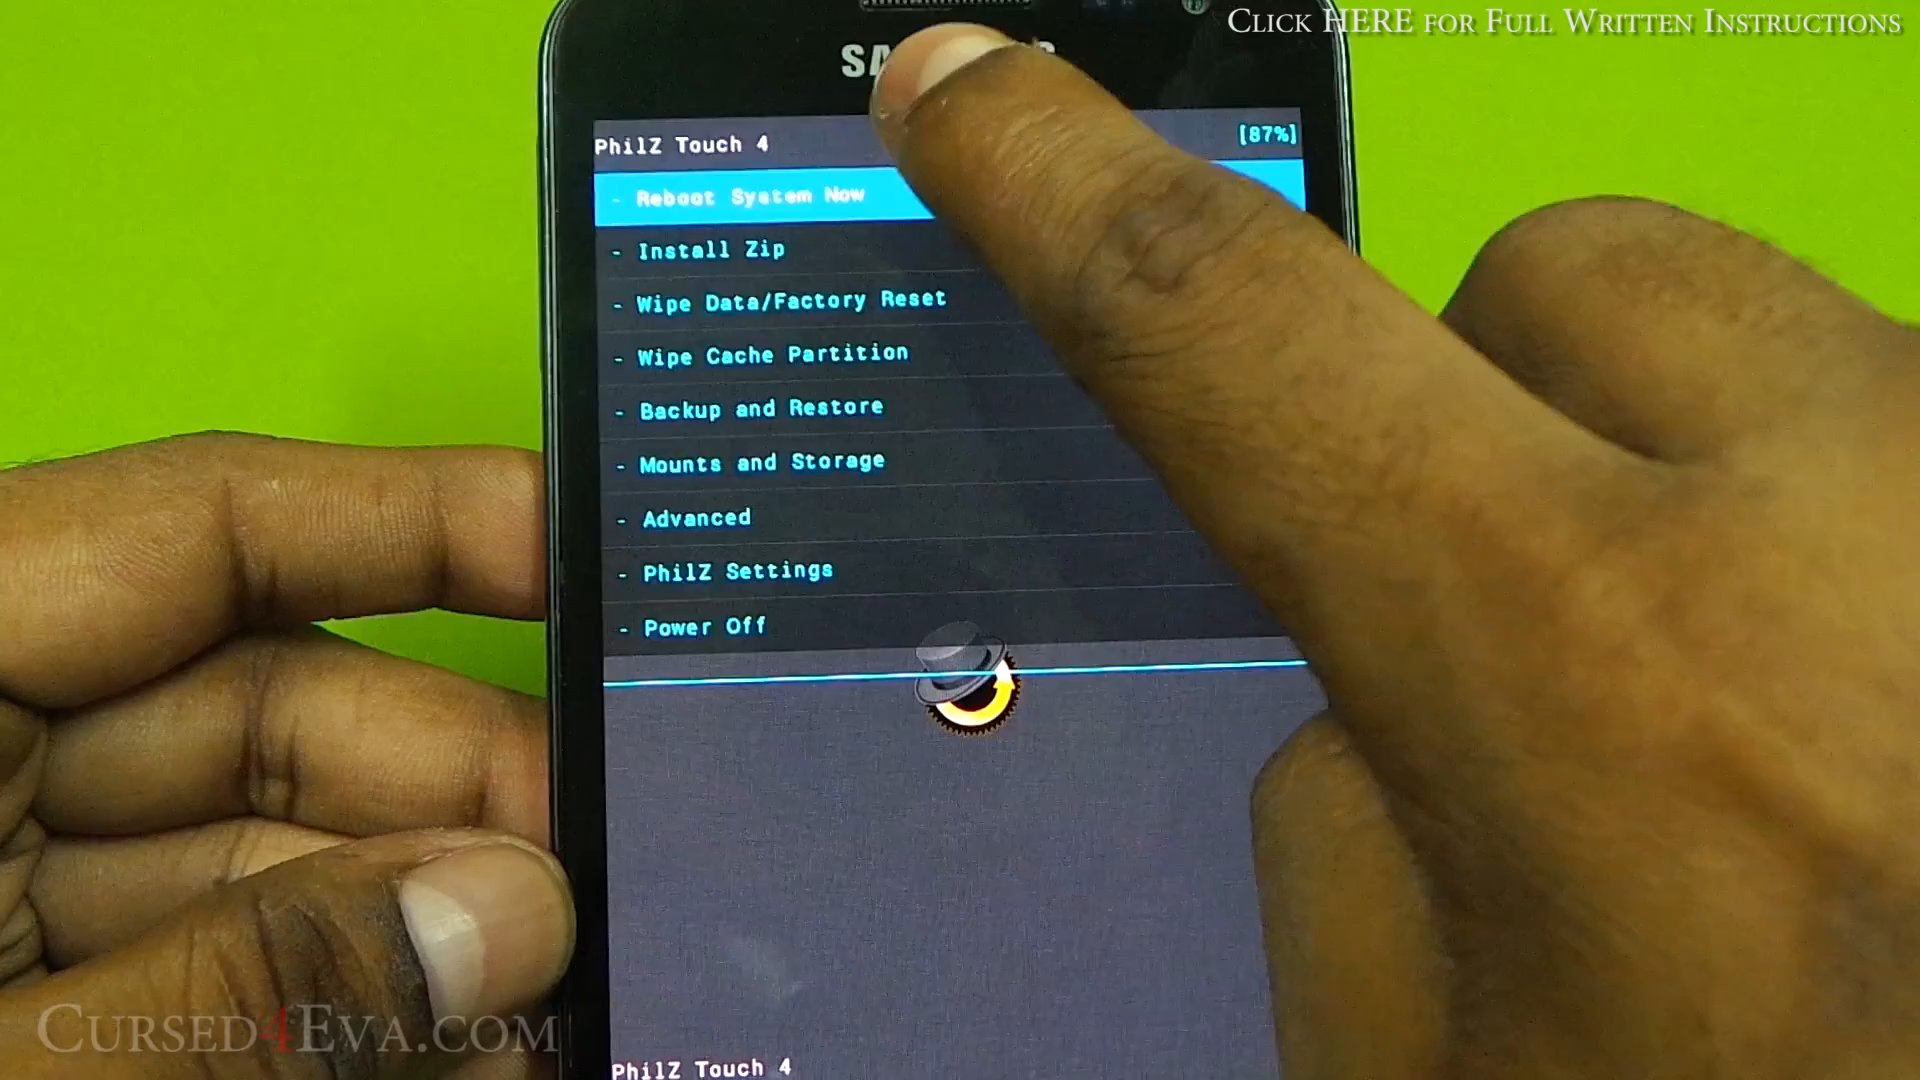 Click HERE for Full Written Instructions
PhilZ Touch 4
[87%]
- Reboot System Now
- Install Zip
- Wipe Data/Factory Reset
- Wipe Cache Partition
- Backup and Restore
- Mounts and Storage
- Advanced
- PhilZ Settings
- Power Off
Cursed4Eva.com
PhilZ Touch 4